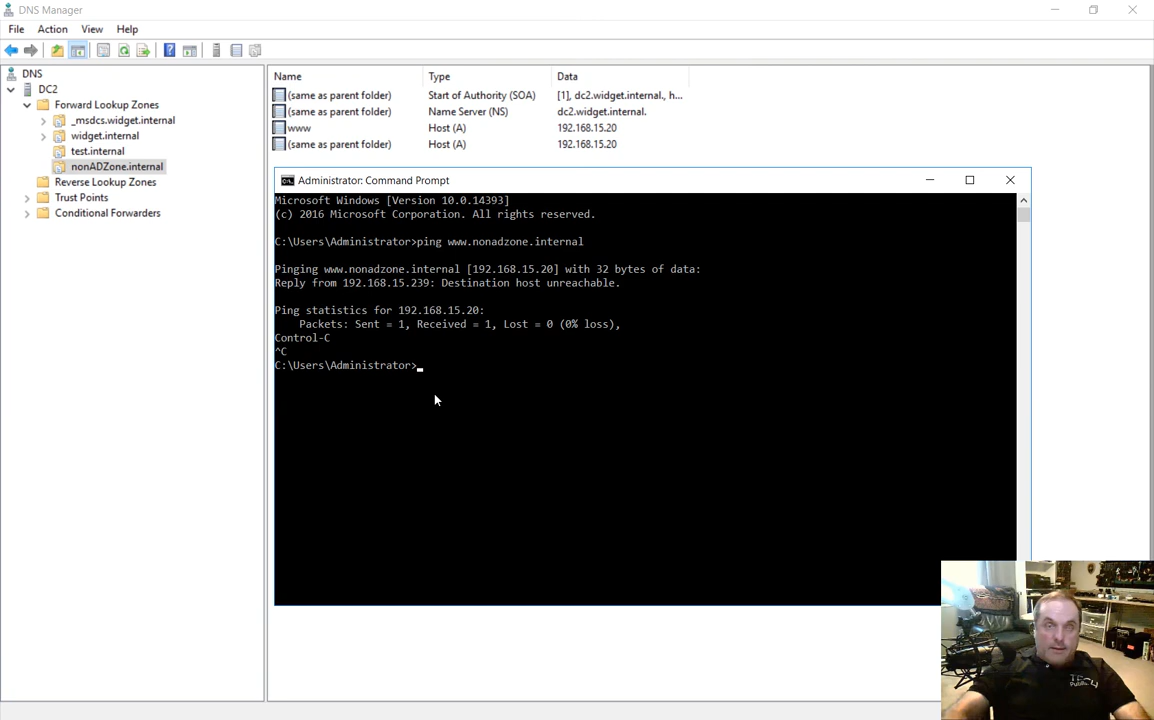 DNS Manager
File Action View Help
DNS
DC2
Forward Lookup Zones
_msdcs.widget.internal
widget.internal
test.internal
nonADZone.internal
Reverse Lookup Zones
Trust Points
Conditional Forwarders
Name Type Data
(same as parent folder) Start of Authority (SOA) [1], dc2.widget.internal., h...
(same as parent folder) Name Server (NS) dc2.widget.internal.
www Host (A) 192.168.15.20
(same as parent folder) Host (A) 192.168.15.20
Administrator: Command Prompt
Microsoft Windows [Version 10.0.14393]
(c) 2016 Microsoft Corporation. All rights reserved.
C:\Users\Administrator>ping www.nonadzone.internal
Pinging www.nonadzone.internal [192.168.15.20] with 32 bytes of data:
Reply from 192.168.15.239: Destination host unreachable.
Ping statistics for 192.168.15.20:
Packets: Sent = 1, Received = 1, Lost = 0 (0% loss),
Control-C
^C
C:\Users\Administrator>